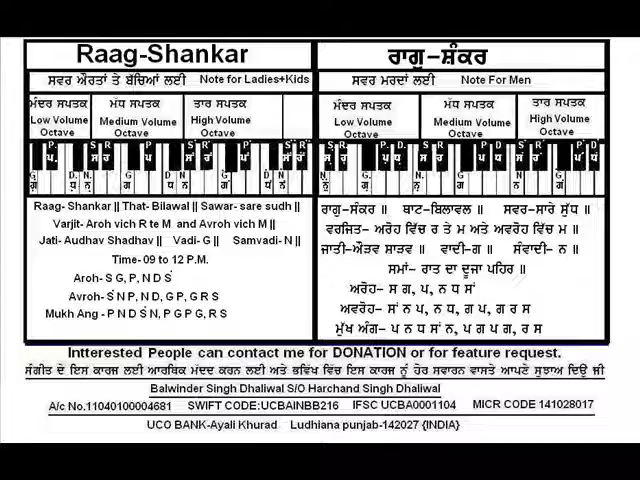 Raag-Shankar
ਰਾਗੁ-ਸ਼ੰਕਰ
ਸਵਰ ਔਰਤਾਂ ਤੇ ਬੱਚਿਆਂ ਲਈ Note for Ladies+Kids
ਸਵਰ ਮਰਦਾਂ ਲਈ Note For Men
ਮੰਦਰ ਸਪਤਕ ਮੱਧ ਸਪਤਕ ਤਾਰ ਸਪਤਕ
Low Volume Octave Medium Volume Octave High Volume Octave
ਮੰਦਰ ਸਪਤਕ ਮੱਧ ਸਪਤਕ ਤਾਰ ਸਪਤਕ
Low Volume Octave Medium Volume Octave High Volume Octave
Raag- Shankar || That- Bilawal || Sawar- sare sudh ||
Varjit- Aroh vich R te M and Avroh vich M ||
Jati- Audhav Shadhav || Vadi- G || Samvadi- N ||
Time- 09 to 12 P.M.
Aroh- S G, P, N D Ṡ
Avroh- Ṡ N P, N D, G P, G R S
Mukh Ang - P N D Ṡ N, P G P G, R S
ਰਾਗੁ-ਸ਼ੰਕਰ ॥ ਥਾਟ-ਬਿਲਾਵਲ ॥ ਸਵਰ-ਸਾਰੇ ਸ਼ੁੱਧ ॥
ਵਰਜਿਤ- ਅਰੋਹ ਵਿੱਚ ਰ ਤੇ ਮ ਅਤੇ ਅਵਰੋਹ ਵਿੱਚ ਮ ॥
ਜਾਤੀ-ਔੜਵ ਸ਼ਾੜਵ ॥ ਵਾਦੀ-ਗ ॥ ਸੰਵਾਦੀ- ਨ ॥
ਸਮਾਂ- ਰਾਤ ਦਾ ਦੂਜਾ ਪਹਿਰ ॥
ਅਰੋਹ- ਸ ਗ, ਪ, ਨ ਧ ਸਾਂ
ਅਵਰੋਹ- ਸਾਂ ਨ ਪ, ਨ ਧ, ਗ ਪ, ਗ ਰ ਸ
ਮੁੱਖ ਅੰਗ- ਪ ਨ ਧ ਸਾਂ ਨ, ਪ ਗ ਪ ਗ, ਰ ਸ
Intterested People can contact me for DONATION or for feature request.
ਸੰਗੀਤ ਦੇ ਇਸ ਕਾਰਜ ਲਈ ਆਰਥਿਕ ਮੱਦਦ ਕਰਨ ਲਈ ਅਤੇ ਭਵਿੱਖ ਵਿੱਚ ਇਸ ਕਾਰਜ ਨੂੰ ਹੋਰ ਸਵਾਰਨ ਵਾਸਤੇ ਆਪਣੇ ਸੁਝਾਅ ਦਿਉ ਜੀ
Balwinder Singh Dhaliwal S/O Harchand Singh Dhaliwal
A/c No.11040100004681 SWIFT CODE:UCBAINBB216 IFSC UCBA0001104 MICR CODE 141028017
UCO BANK-Ayali Khurad Ludhiana punjab-142027 {INDIA}